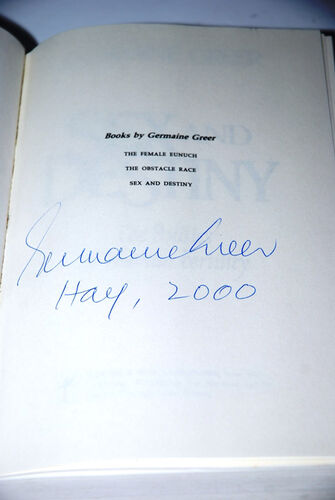 Books by Germaine Greer
THE FEMALE EUNUCH
THE OBSTACLE RACE
SEX AND DESTINY
Germaine Greer
Hay, 2000